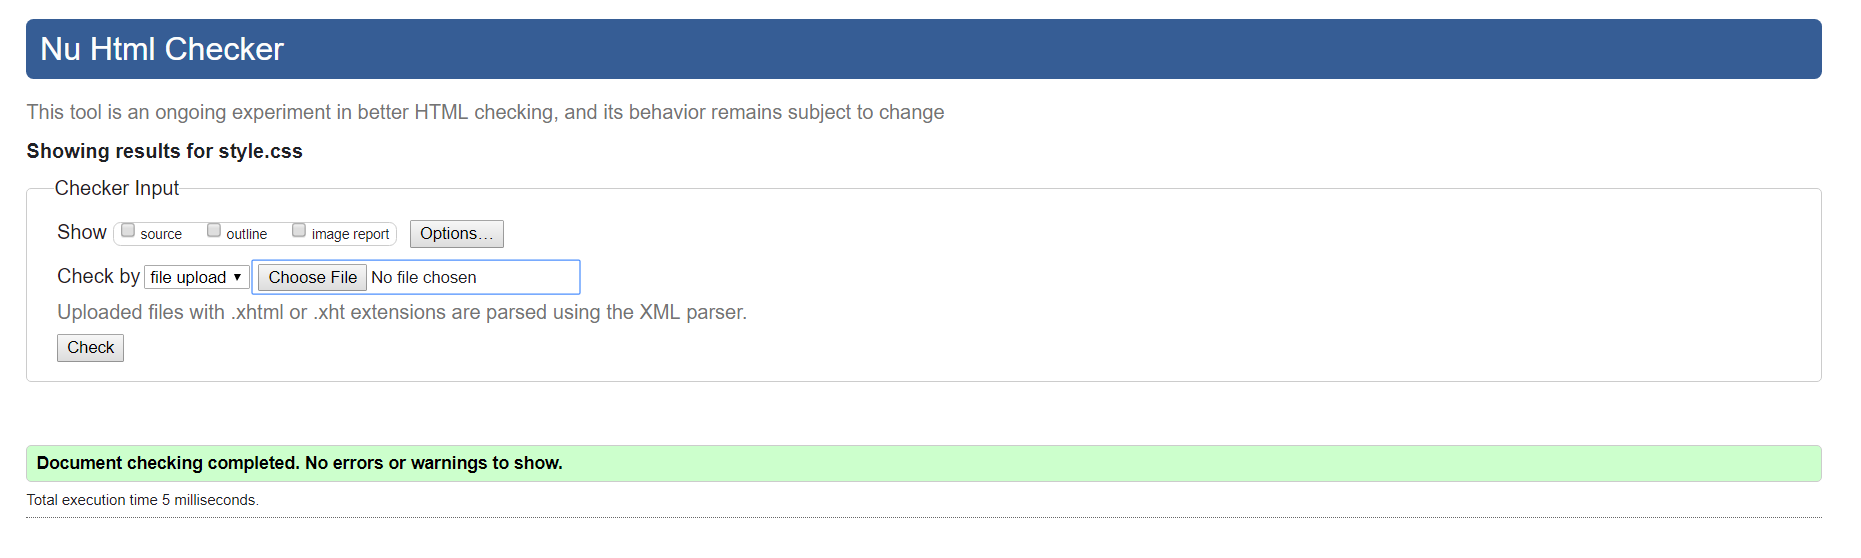 Nu Html Checker
This tool is an ongoing experiment in better HTML checking, and its behavior remains subject to change
Showing results for style.css
Checker Input
Show source outline image report Options...
Check by file upload ▼ Choose File No file chosen
Uploaded files with .xhtml or .xht extensions are parsed using the XML parser.
Check
Document checking completed. No errors or warnings to show.
Total execution time 5 milliseconds.